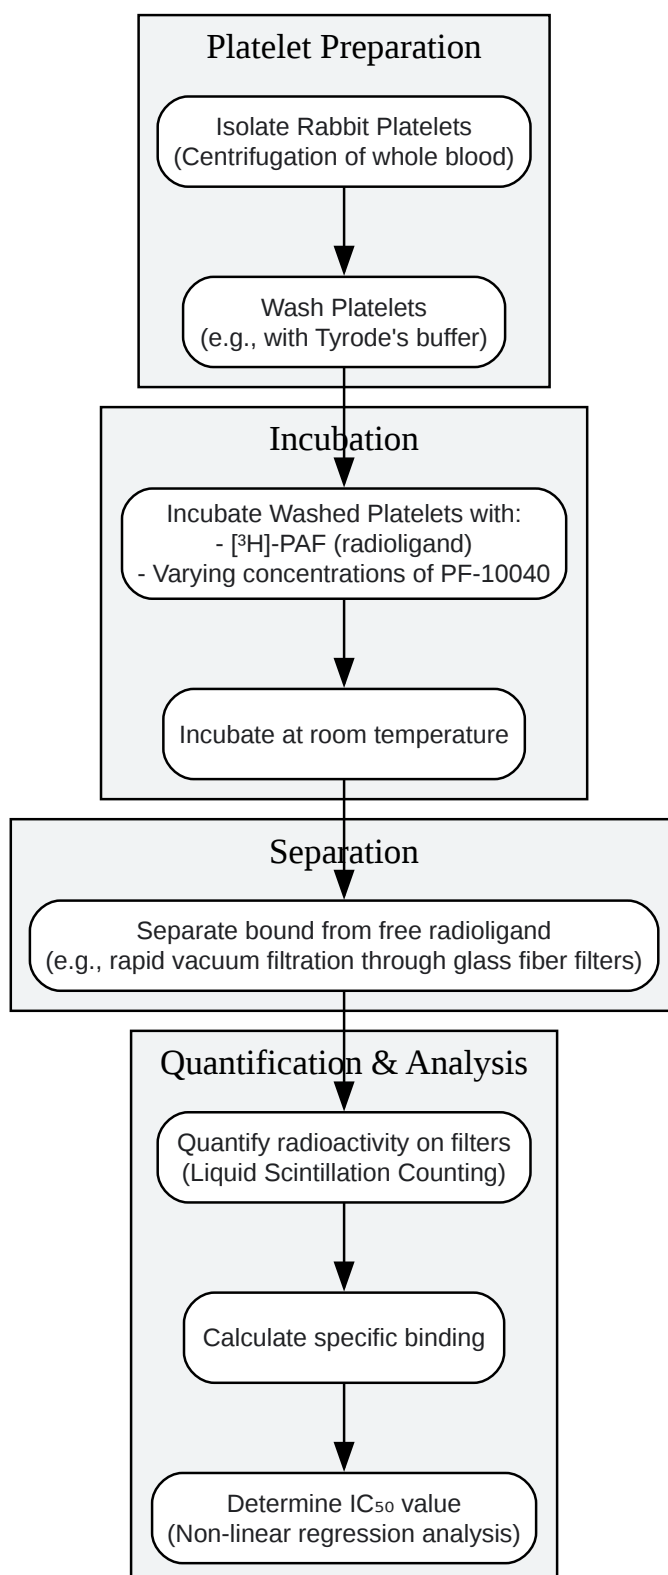 Platelet Preparation
Isolate Rabbit Platelets
(Centrifugation of whole blood)
Wash Platelets
(e.g., with Tyrode's buffer)
Incubation
Incubate Washed Platelets with:
- [³H]-PAF (radioligand)
- Varying concentrations of PF-10040
Incubate at room temperature
Separation
Separate bound from free radioligand
(e.g., rapid vacuum filtration through glass fiber filters)
Quantification & Analysis
Quantify radioactivity on filters
(Liquid Scintillation Counting)
Calculate specific binding
Determine IC₅₀ value
(Non-linear regression analysis)